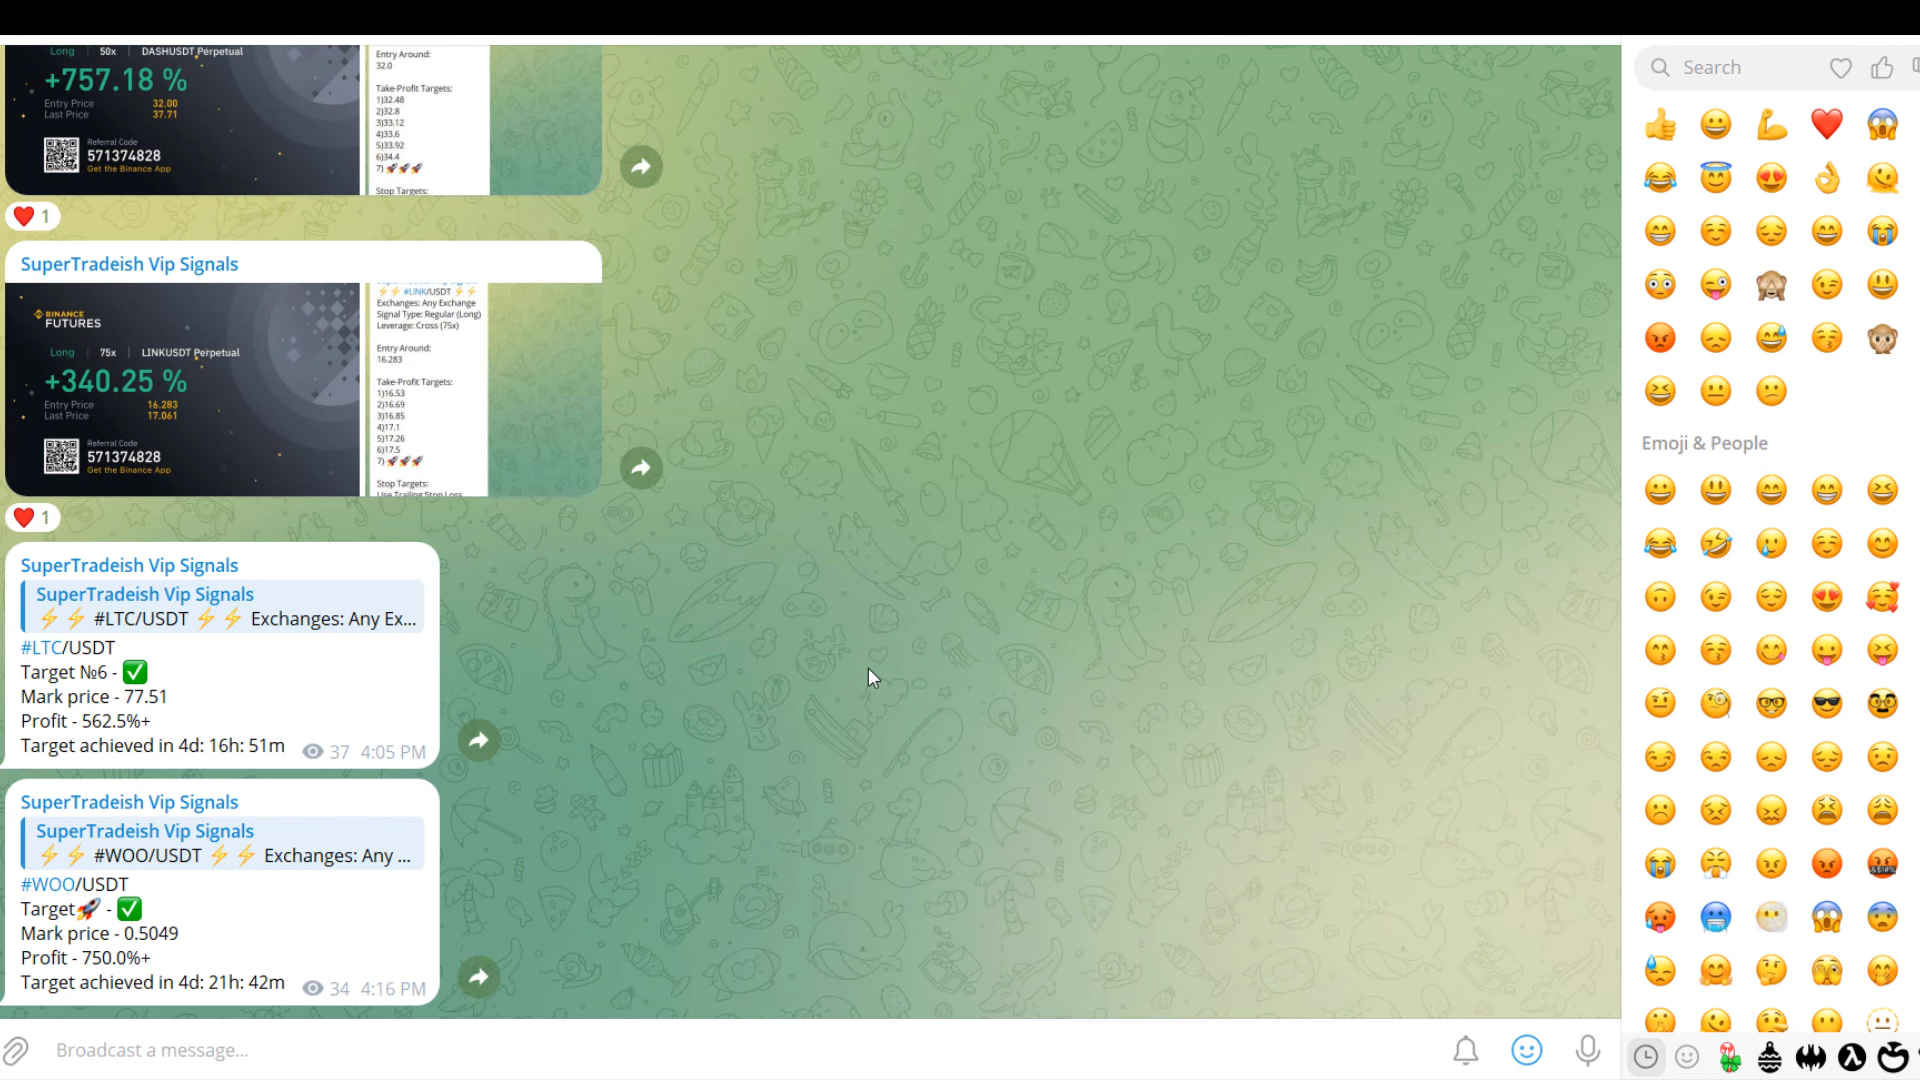 Long 50x DASHUSDT Perpetual
+757.18 %
Entry Price 32.00
Last Price 37.71
Referral Code
571374828
Get the Binance App
Entry Around:
32.0
Take-Profit Targets:
1)32.48
2)32.8
3)33.12
4)33.6
5)33.92
6)34.4
7) 🚀🚀🚀
Stop Targets:
❤️ 1
SuperTradeish Vip Signals
BINANCE
FUTURES
Long 75x LINKUSDT Perpetual
+340.25 %
Entry Price 16.283
Last Price 17.061
Referral Code
571374828
Get the Binance App
⚡⚡ #LINK/USDT ⚡⚡
Exchanges: Any Exchange
Signal Type: Regular (Long)
Leverage: Cross (75x)
Entry Around:
16.283
Take-Profit Targets:
1)16.53
2)16.69
3)16.85
4)17.1
5)17.26
6)17.5
7) 🚀🚀🚀
Stop Targets:
Use Trailing Stop Loss
❤️ 1
SuperTradeish Vip Signals
SuperTradeish Vip Signals
⚡⚡ #LTC/USDT ⚡⚡ Exchanges: Any Ex...
#LTC/USDT
Target №6 - ✅
Mark price - 77.51
Profit - 562.5%+
Target achieved in 4d: 16h: 51m 37 4:05 PM
SuperTradeish Vip Signals
SuperTradeish Vip Signals
⚡⚡ #WOO/USDT ⚡⚡ Exchanges: Any ...
#WOO/USDT
Target🚀 - ✅
Mark price - 0.5049
Profit - 750.0%+
Target achieved in 4d: 21h: 42m 34 4:16 PM
Broadcast a message...
Search
Emoji & People